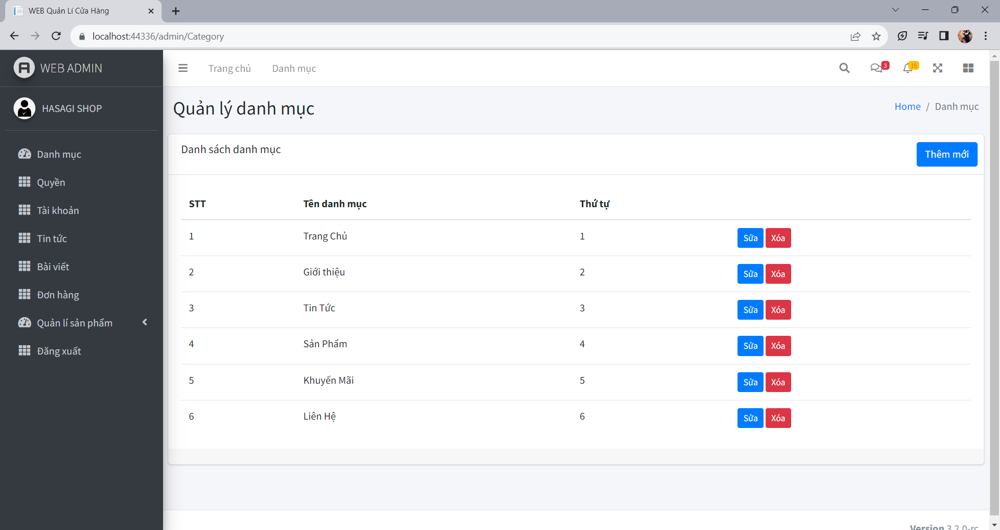 WEB Quản Lí Cửa Hàng
localhost:44336/admin/Category
WEB ADMIN
Trang chủ
Danh mục
3
15
HASAGI SHOP
Quản lý danh mục
Home / Danh mục
Danh mục
Quyền
Tài khoản
Tin tức
Bài viết
Đơn hàng
Quản lí sản phẩm
Đăng xuất
Danh sách danh mục
Thêm mới
STT Tên danh mục Thứ tự
1 Trang Chủ 1 Sửa Xóa
2 Giới thiệu 2 Sửa Xóa
3 Tin Tức 3 Sửa Xóa
4 Sản Phẩm 4 Sửa Xóa
5 Khuyến Mãi 5 Sửa Xóa
6 Liên Hệ 6 Sửa Xóa
Version 3.2.0-rc